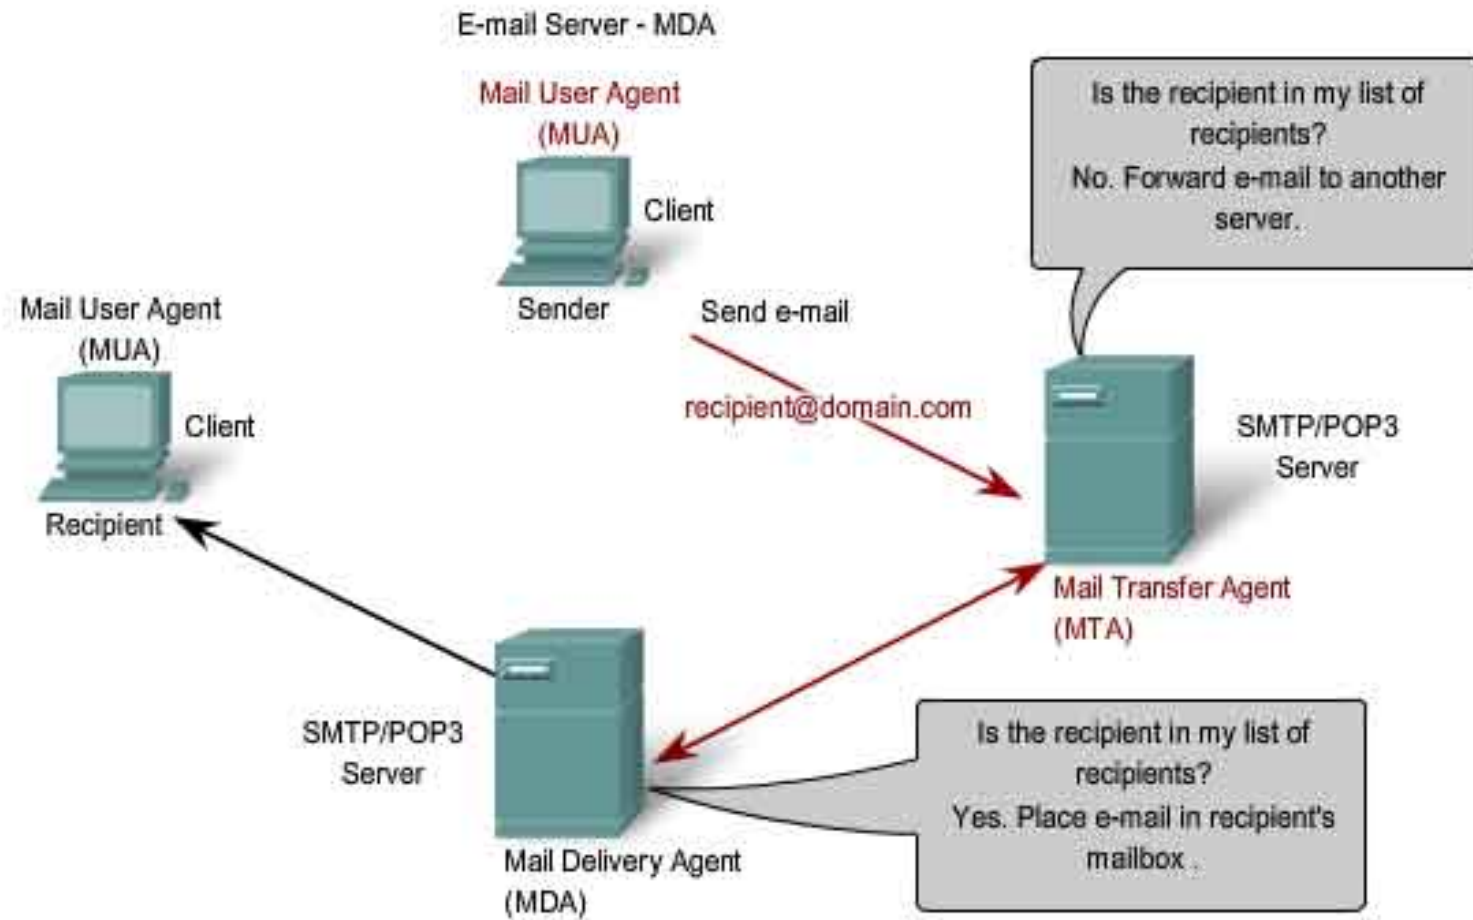 E-mail Server - MDA
Mail User Agent
(MUA)
Client
Sender
Is the recipient in my list of
recipients?
No. Forward e-mail to another
server.
Send e-mail
recipient@domain.com
Mail User Agent
(MUA)
Client
Recipient
SMTP/POP3
Server
Mail Transfer Agent
(MTA)
SMTP/POP3
Server
Mail Delivery Agent
(MDA)
Is the recipient in my list of
recipients?
Yes. Place e-mail in recipient's
mailbox .